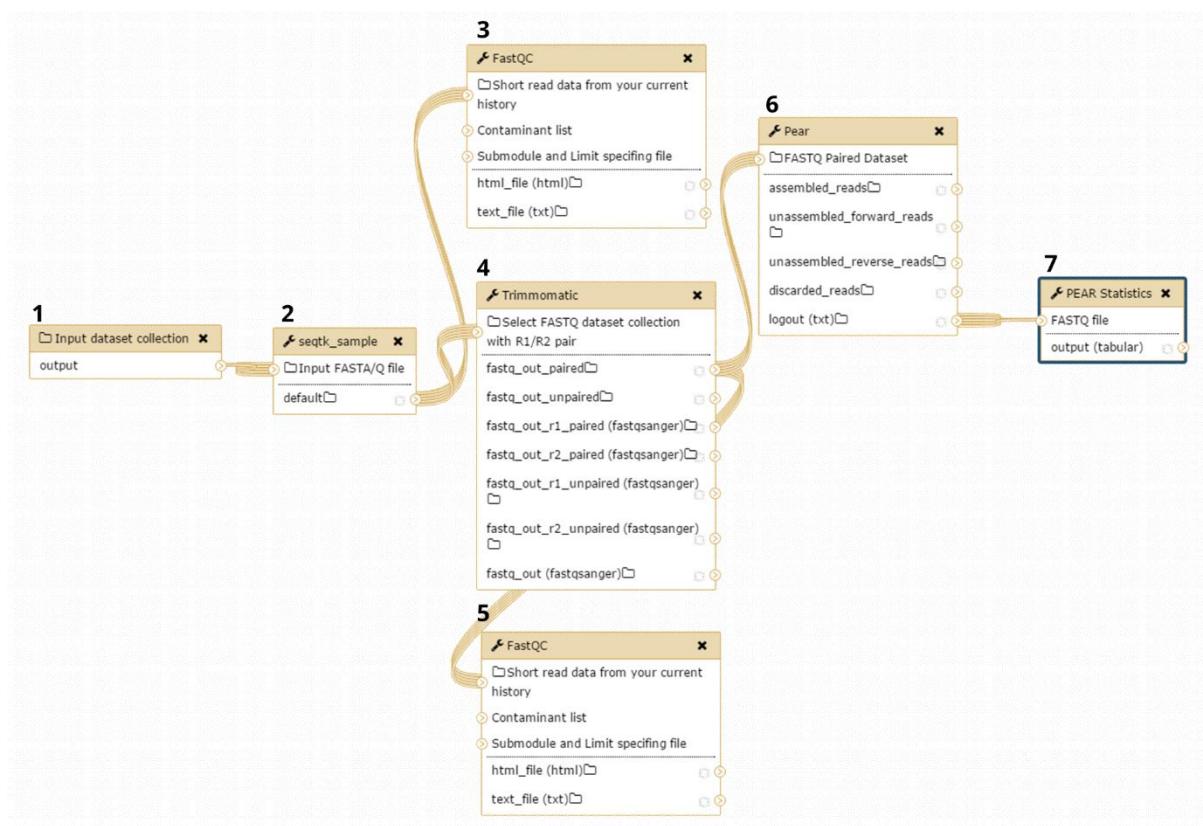 3
FastQC
Short read data from your current
history
Contaminant list
Submodule and Limit specifing file
html_file (html)
text_file (txt)
6
Pear
FASTQ Paired Dataset
assembled_reads
unassembled_forward_reads
unassembled_reverse_reads
discarded_reads
logout (txt)
4
Trimmomatic
Select FASTQ dataset collection
with R1/R2 pair
fastq_out_paired
fastq_out_unpaired
fastq_out_r1_paired (fastqsanger)
fastq_out_r2_paired (fastqsanger)
fastq_out_r1_unpaired (fastqsanger)
fastq_out_r2_unpaired (fastqsanger)
fastq_out (fastqsanger)
7
PEAR Statistics
FASTQ file
output (tabular)
1
Input dataset collection
output
2
seqtk_sample
Input FASTA/Q file
default
5
FastQC
Short read data from your current
history
Contaminant list
Submodule and Limit specifing file
html_file (html)
text_file (txt)